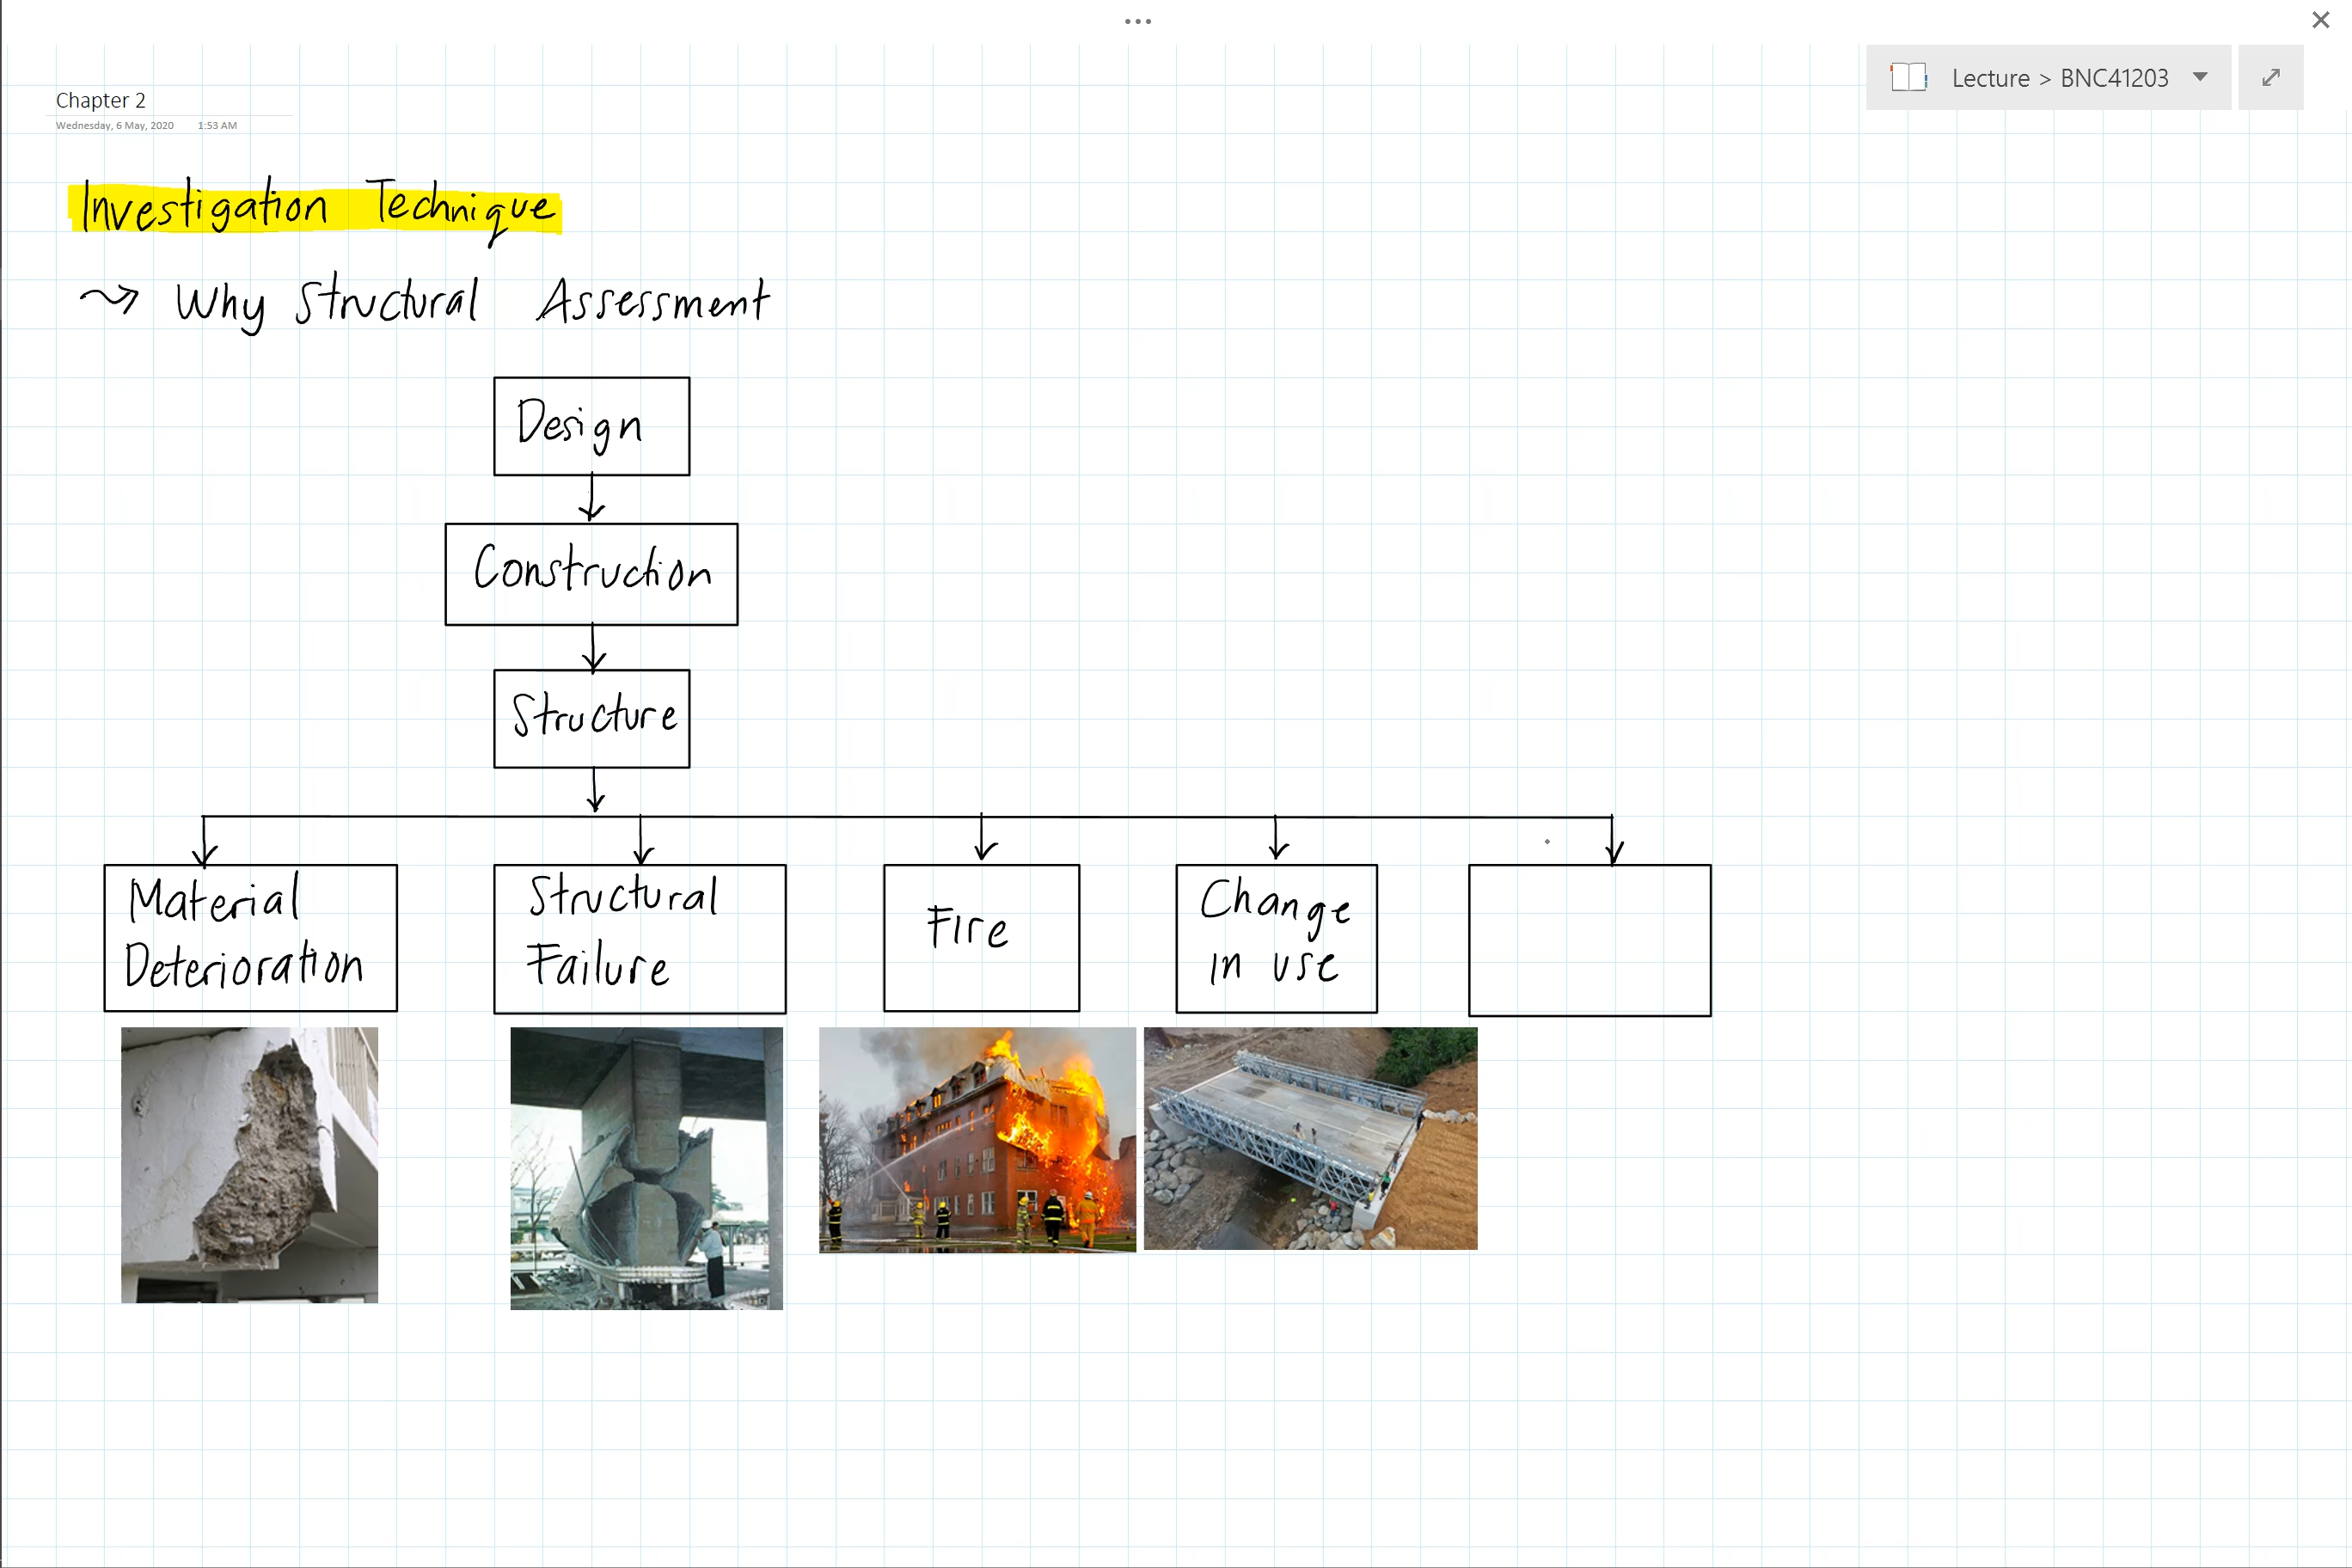 Lecture > BNC41203
Chapter 2
Wednesday, 6 May, 2020 1:53 AM
Investigation Technique
Why Structural Assessment
Design
Construction
Structure
Material
Deterioration
Structural
Failure
Fire
Change
in use